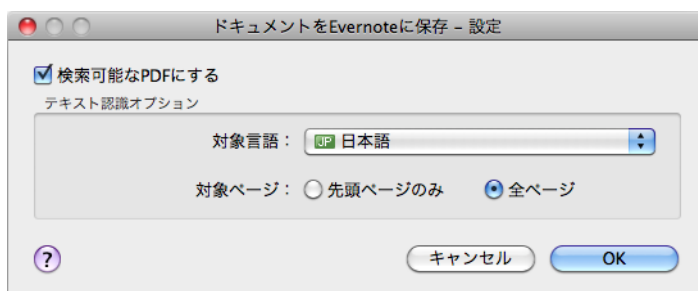 ドキュメントをEvernoteに保存 – 設定
検索可能なPDFにする
テキスト認識オプション
対象言語： JP 日本語
対象ページ： 先頭ページのみ 全ページ
? キャンセル OK